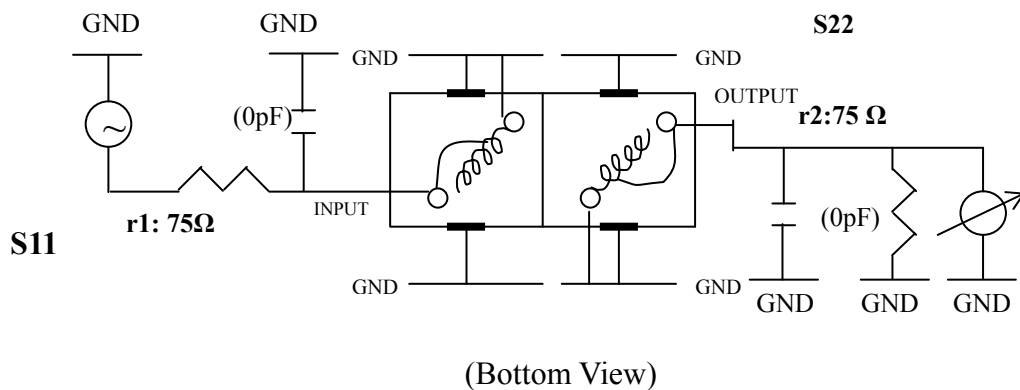 GND
GND
S22
GND
GND
OUTPUT
(0pF)
r2:75 Ω
~
INPUT
r1: 75Ω
(0pF)
S11
GND
GND
GND
GND
GND
(Bottom View)